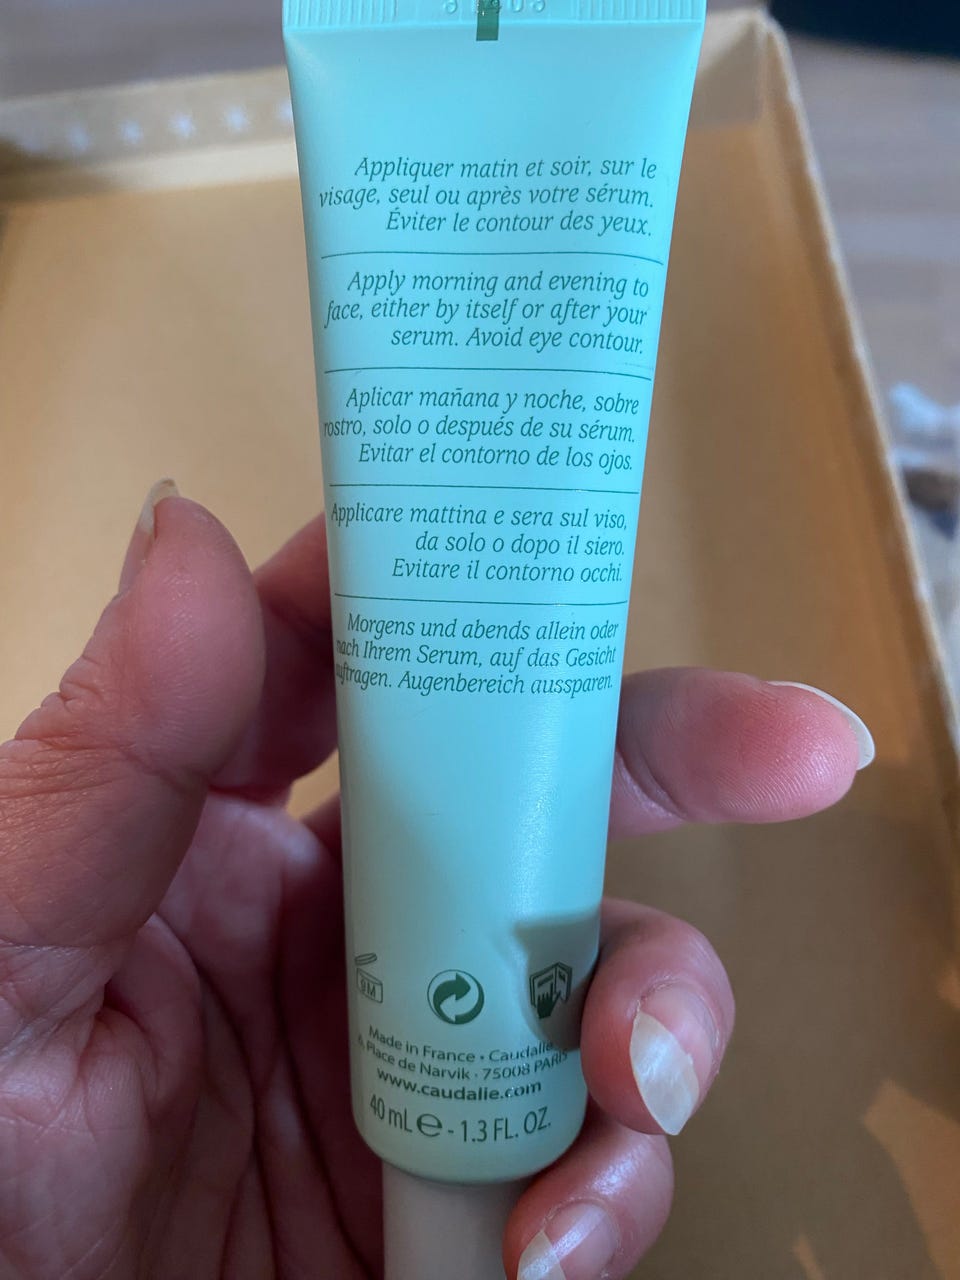 Appliquer matin et soir, sur le
visage, seul ou après votre sérum.
Éviter le contour des yeux.
Apply morning and evening to
face, either by itself or after your
serum. Avoid eye contour.
Aplicar mañana y noche, sobre
rostro, solo o después de su sérum.
Evitar el contorno de los ojos.
Applicare mattina e sera sul viso,
da solo o dopo il siero.
Evitare il contorno occhi.
Morgens und abends allein oder
nach Ihrem Serum, auf das Gesicht
auftragen. Augenbereich aussparen.
9M
Made in France • Caudalie
6, Place de Narvik · 75008 PARIS
www.caudalie.com
40 mL e - 1.3 FL. OZ.